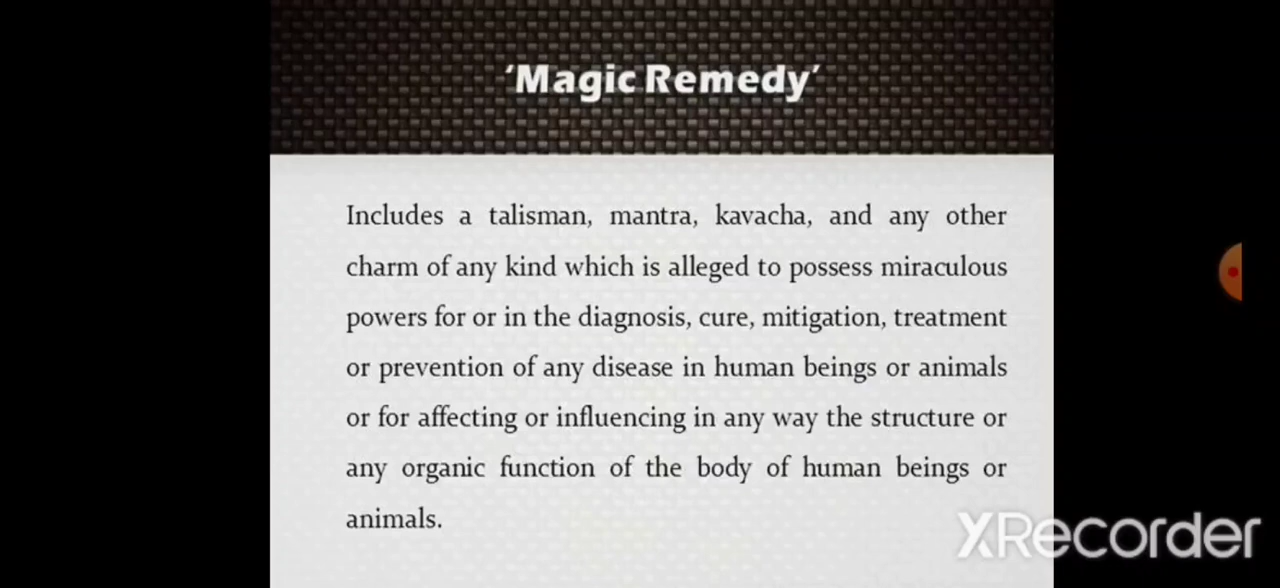 ‘Magic Remedy’
Includes a talisman, mantra, kavacha, and any other
charm of any kind which is alleged to possess miraculous
powers for or in the diagnosis, cure, mitigation, treatment
or prevention of any disease in human beings or animals
or for affecting or influencing in any way the structure or
any organic function of the body of human beings or
animals.
XRecorder